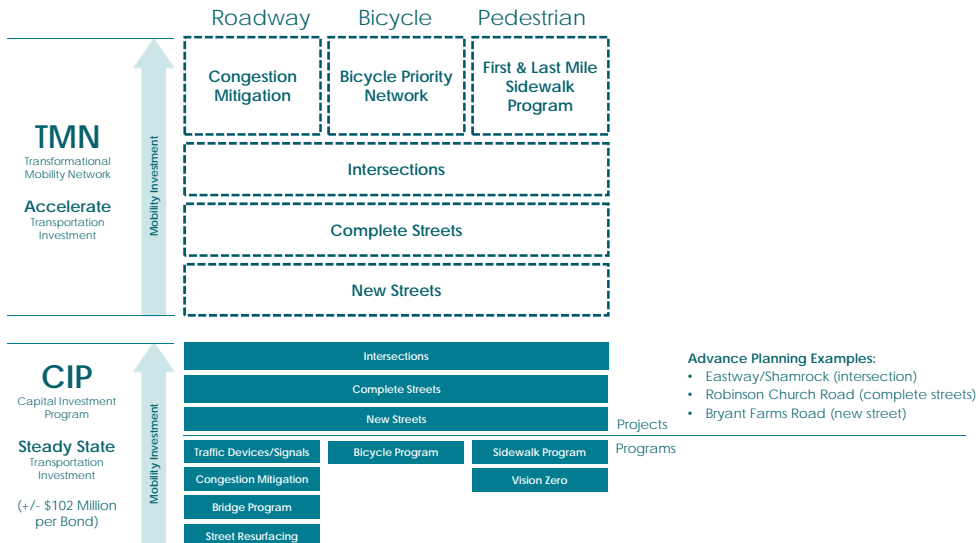 Roadway Bicycle Pedestrian
Congestion
Mitigation
Bicycle Priority
Network
First & Last Mile
Sidewalk
Program
TMN
Transformational
Mobility Network
Accelerate
Transportation
Investment
Mobility Investment
Intersections
Complete Streets
New Streets
CIP
Capital Investment
Program
Steady State
Transportation
Investment
(+/- $102 Million
per Bond)
Mobility Investment
Intersections
Complete Streets
New Streets
Projects
Programs
Traffic Devices/Signals
Bicycle Program
Sidewalk Program
Congestion Mitigation
Vision Zero
Bridge Program
Street Resurfacing
Advance Planning Examples:
• Eastway/Shamrock (intersection)
• Robinson Church Road (complete streets)
• Bryant Farms Road (new street)